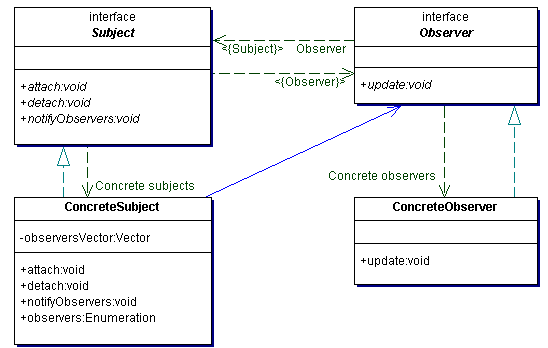 interface
Subject
+attach:void
+detach:void
+notifyObservers:void
<{Subject}>
Observer
<{Observer}>
interface
Observer
+update:void
Concrete subjects
Concrete observers
ConcreteSubject
-observersVector:Vector
+attach:void
+detach:void
+notifyObservers:void
+observers:Enumeration
ConcreteObserver
+update:void